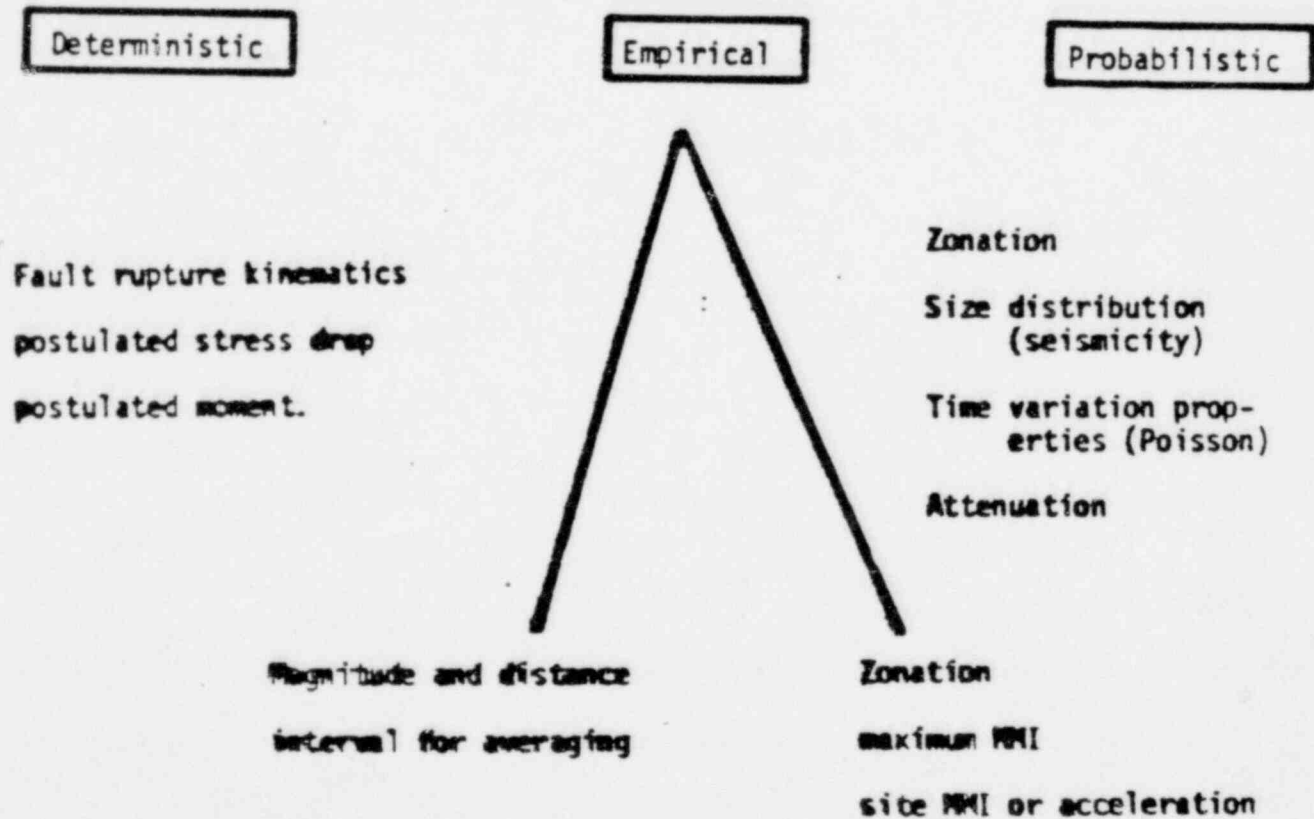 Deterministic
Empirical
Probabilistic
Fault rupture kinematics
postulated stress drop
postulated moment.
Zonation
Size distribution
(seismicity)
Time variation prop-
erties (Poisson)
Attenuation
Magnitude and distance
interval for averaging
Zonation
maximum MMI
site MMI or acceleration